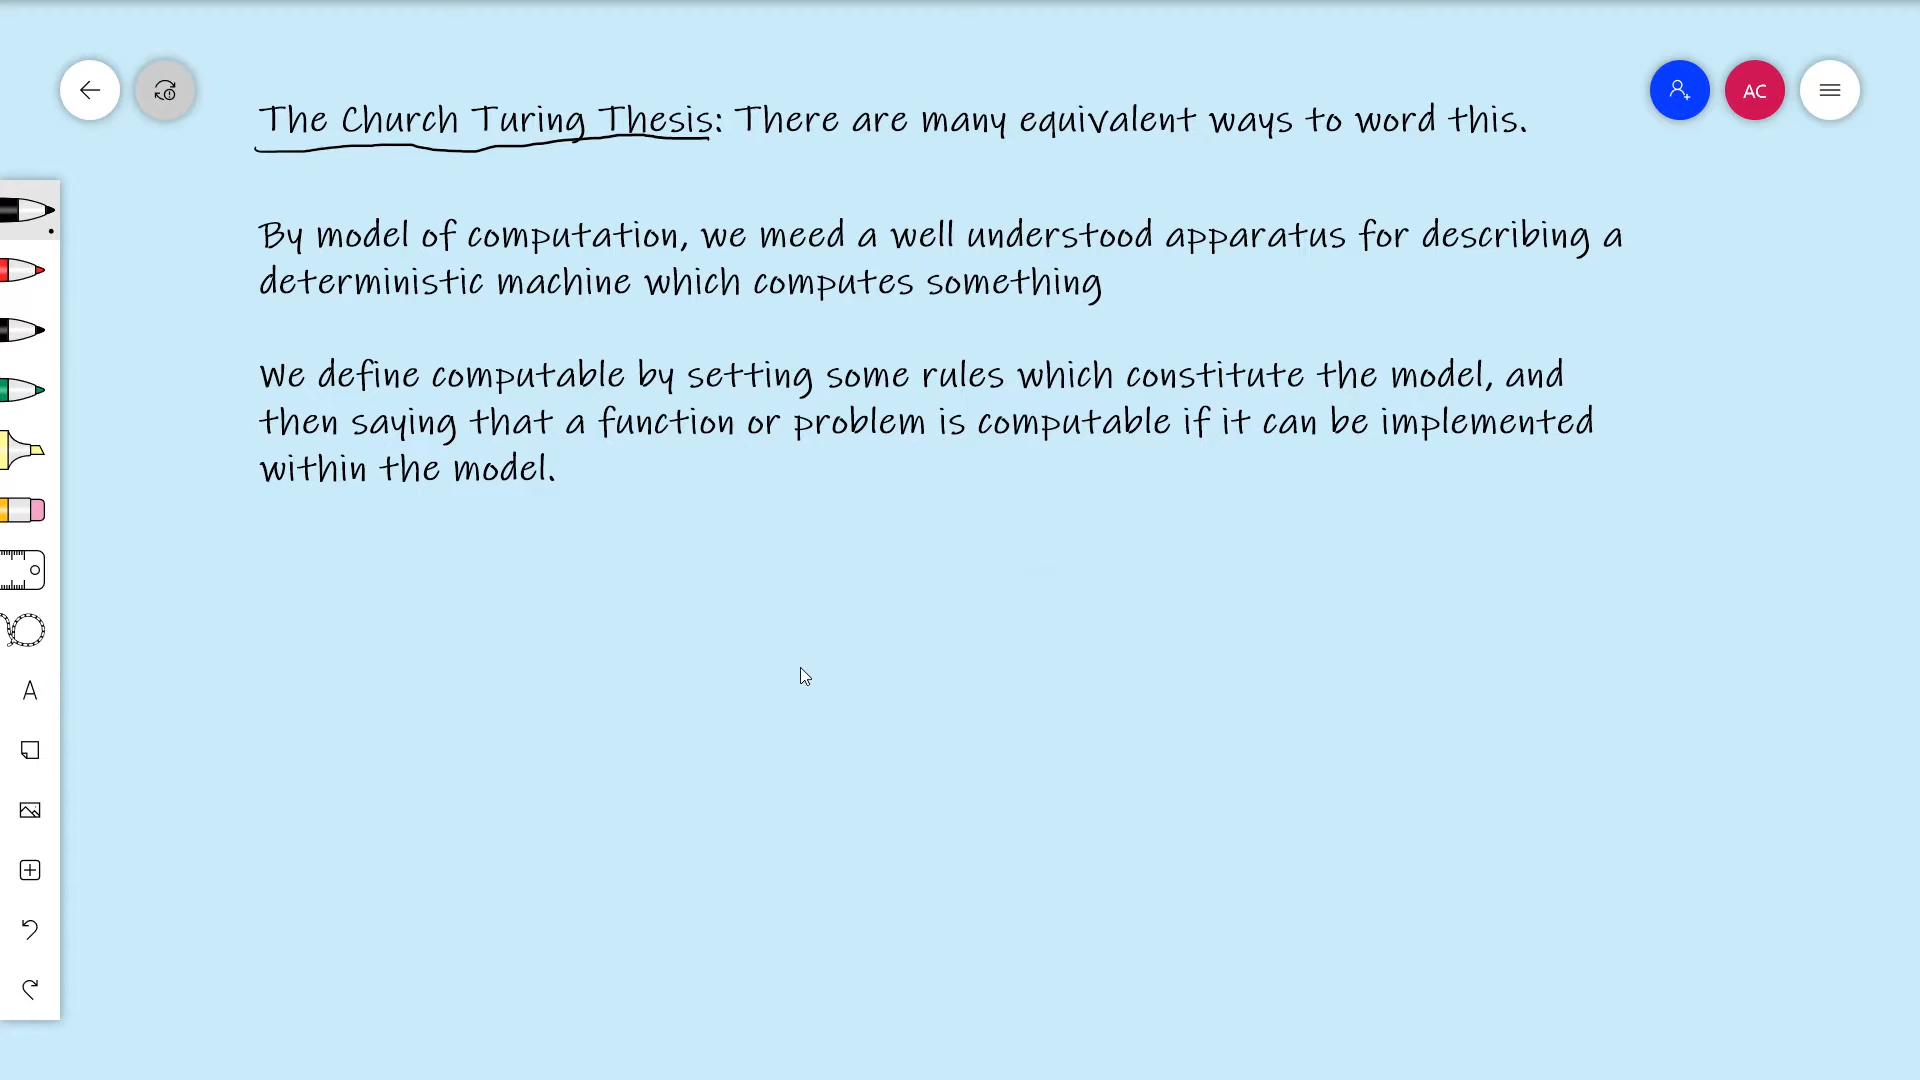 The Church Turing Thesis: There are many equivalent ways to word this.
AC
By model of computation, we meed a well understood apparatus for describing a
deterministic machine which computes something
We define computable by setting some rules which constitute the model, and
then saying that a function or problem is computable if it can be implemented
within the model.
A